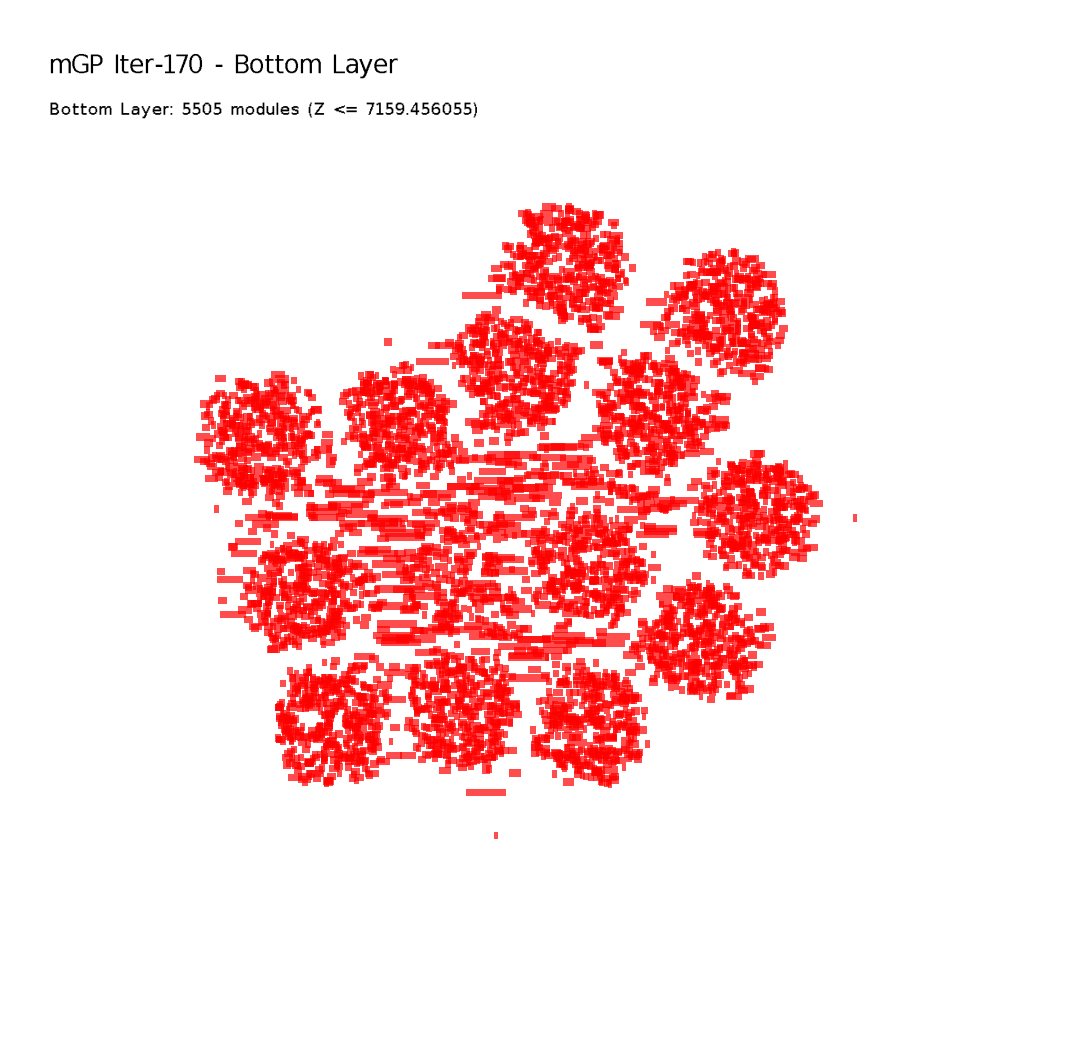 mGP Iter-170 - Bottom Layer
Bottom Layer: 5505 modules (Z <= 7159.456055)